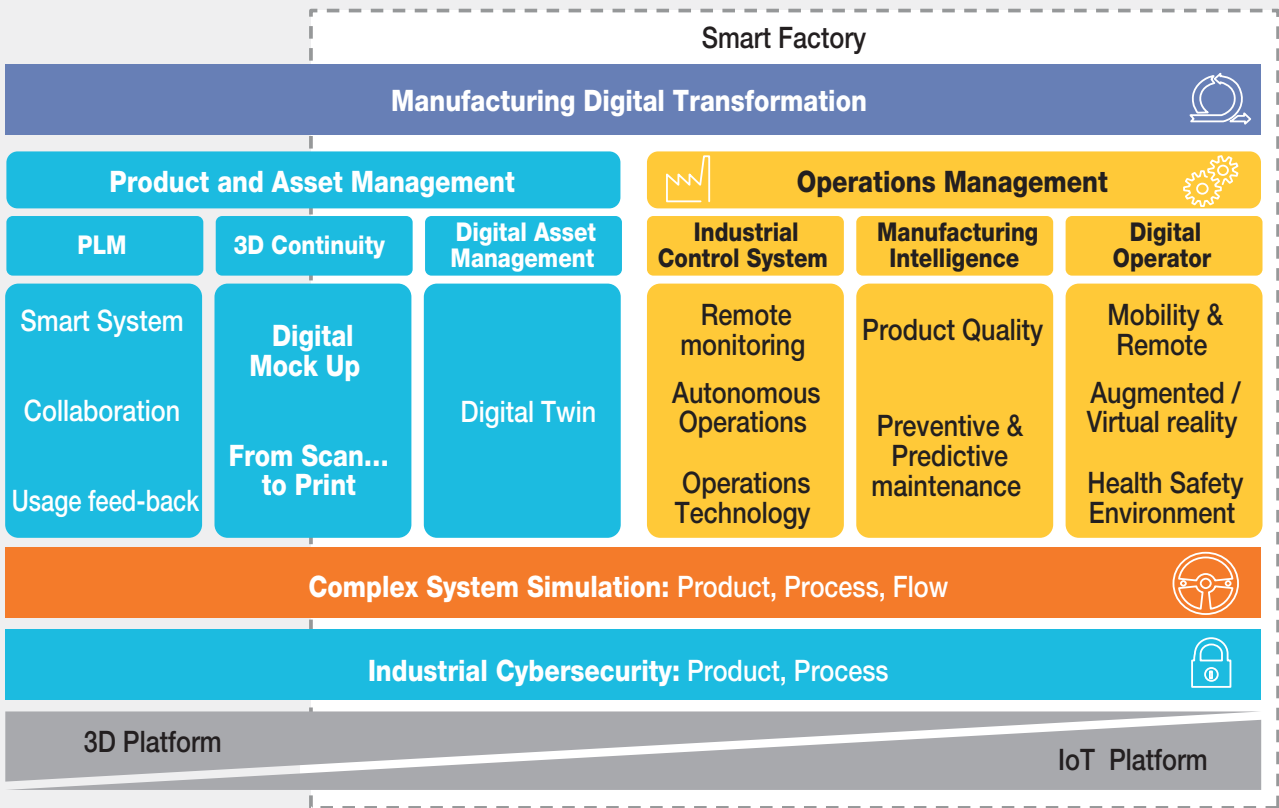 Smart Factory
Manufacturing Digital Transformation
Product and Asset Management
Operations Management
PLM
3D Continuity
Digital Asset
Management
Industrial
Control System
Manufacturing
Intelligence
Digital
Operator
Smart System
Collaboration
Usage feed-back
Digital
Mock Up
From Scan...
to Print
Digital Twin
Remote
monitoring
Autonomous
Operations
Operations
Technology
Product Quality
Preventive &
Predictive
maintenance
Mobility &
Remote
Augmented /
Virtual reality
Health Safety
Environment
Complex System Simulation: Product, Process, Flow
Industrial Cybersecurity: Product, Process
3D Platform
IoT Platform